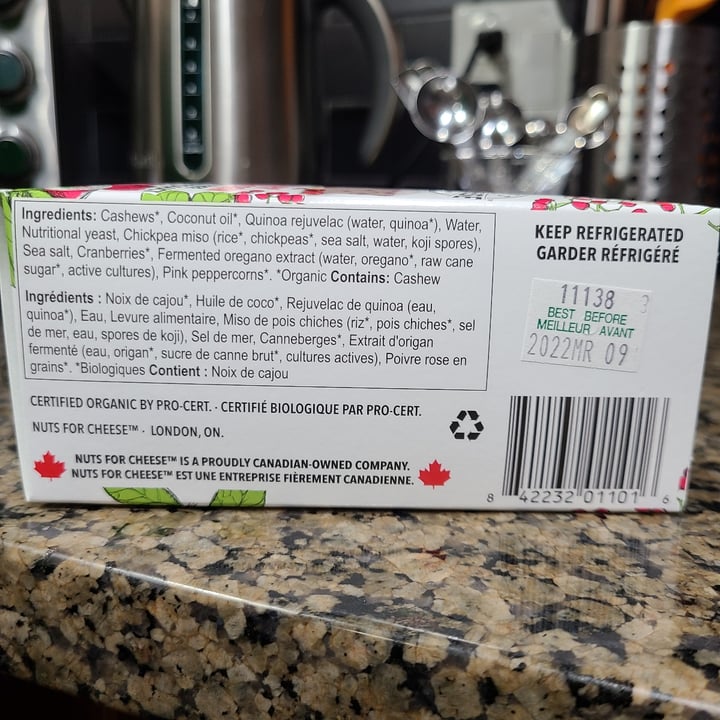 Ingredients: Cashews*, Coconut oil*, Quinoa rejuvelac (water, quinoa*), Water,
Nutritional yeast, Chickpea miso (rice*, chickpeas*, sea salt, water, koji spores),
Sea salt, Cranberries*, Fermented oregano extract (water, oregano*, raw cane
sugar*, active cultures), Pink peppercorns*. *Organic Contains: Cashew
Ingrédients : Noix de cajou*, Huile de coco*, Rejuvelac de quinoa (eau,
quinoa*), Eau, Levure alimentaire, Miso de pois chiches (riz*, pois chiches*, sel
de mer, eau, spores de koji), Sel de mer, Canneberges*, Extrait d'origan
fermenté (eau, origan*, sucre de canne brut*, cultures actives), Poivre rose en
grains*. *Biologiques Contient : Noix de cajou
CERTIFIED ORGANIC BY PRO-CERT. · CERTIFIÉ BIOLOGIQUE PAR PRO-CERT.
NUTS FOR CHEESE™ · LONDON, ON.
NUTS FOR CHEESE™ IS A PROUDLY CANADIAN-OWNED COMPANY.
NUTS FOR CHEESE™ EST UNE ENTREPRISE FIÈREMENT CANADIENNE.
KEEP REFRIGERATED
GARDER RÉFRIGÉRÉ
11138
BEST BEFORE
MEILLEUR AVANT
2022MR 09
8 42232 01101 6